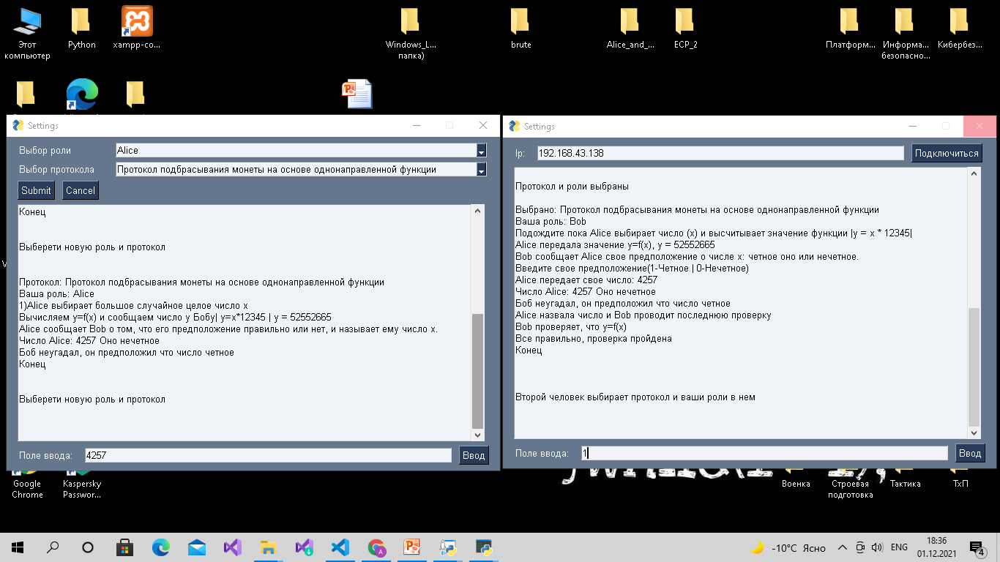 Этот компьютер
Python
xampp-co...
Windows_L... папка)
brute
Alice_and_...
ECP_2
Платформ...
Информа... безопасно...
Кибербез...
Settings
Выбор роли
Alice
Выбор протокола
Протокол подбрасывания монеты на основе однонаправленной функции
Submit
Cancel
Конец
Выберети новую роль и протокол
Протокол: Протокол подбрасывания монеты на основе однонаправленной функции
Ваша роль: Alice
1)Alice выбирает большое случайное целое число x
Вычисляем y=f(x) и сообщаем число y Бобу| y=x*12345 | y = 52552665
Alice сообщает Bob о том, что его предположение правильно или нет, и называет ему число x.
Число Alice: 4257 Оно нечетное
Боб неугадал, он предположил что число четное
Конец
Выберети новую роль и протокол
Поле ввода:
4257
Ввод
Settings
Ip:
192.168.43.138
Подключиться
Протокол и роли выбраны
Выбрано: Протокол подбрасывания монеты на основе однонаправленной функции
Ваша роль: Bob
Подождите пока Alice выбирает число (x) и высчитывает значение функции |y = x * 12345|
Alice передала значение y=f(x), y = 52552665
Bob сообщает Alice свое предположение о числе x: четное оно или нечетное.
Введите свое предположение(1-Четное | 0-Нечетное)
Alice передает свое число: 4257
Число Alice: 4257 Оно нечетное
Боб неугадал, он предположил что число четное
Alice назвала число и Bob проводит последнюю проверку
Bob проверяет, что y=f(x)
Все правильно, проверка пройдена
Конец
Второй человек выбирает протокол и ваши роли в нем
Поле ввода:
1
Ввод
Google Chrome
Kaspersky Passwor...
Военка
Строевая подготовка
Тактика
ТхП
-10°C Ясно
ENG
18:36
01.12.2021
4